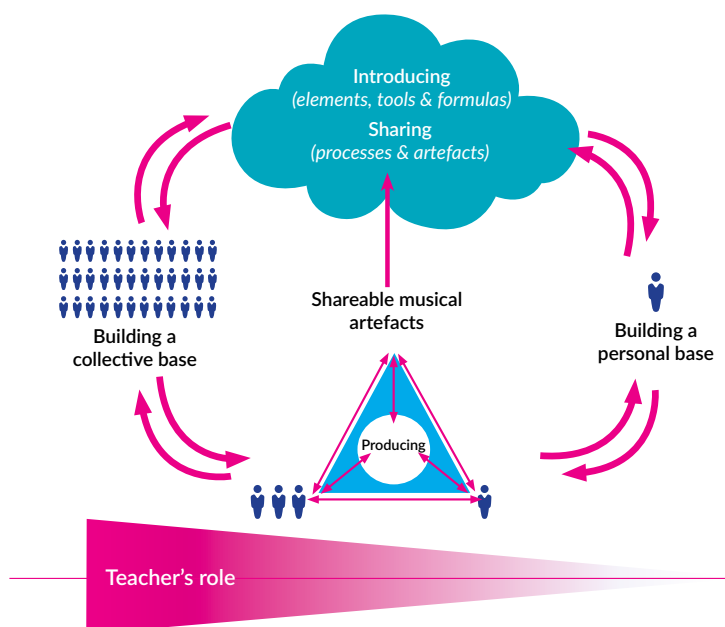 Introducing
(elements, tools & formulas)
Sharing
(processes & artefacts)
Shareable musical
artefacts
Building a
collective base
Building a
personal base
Producing
Teacher's role